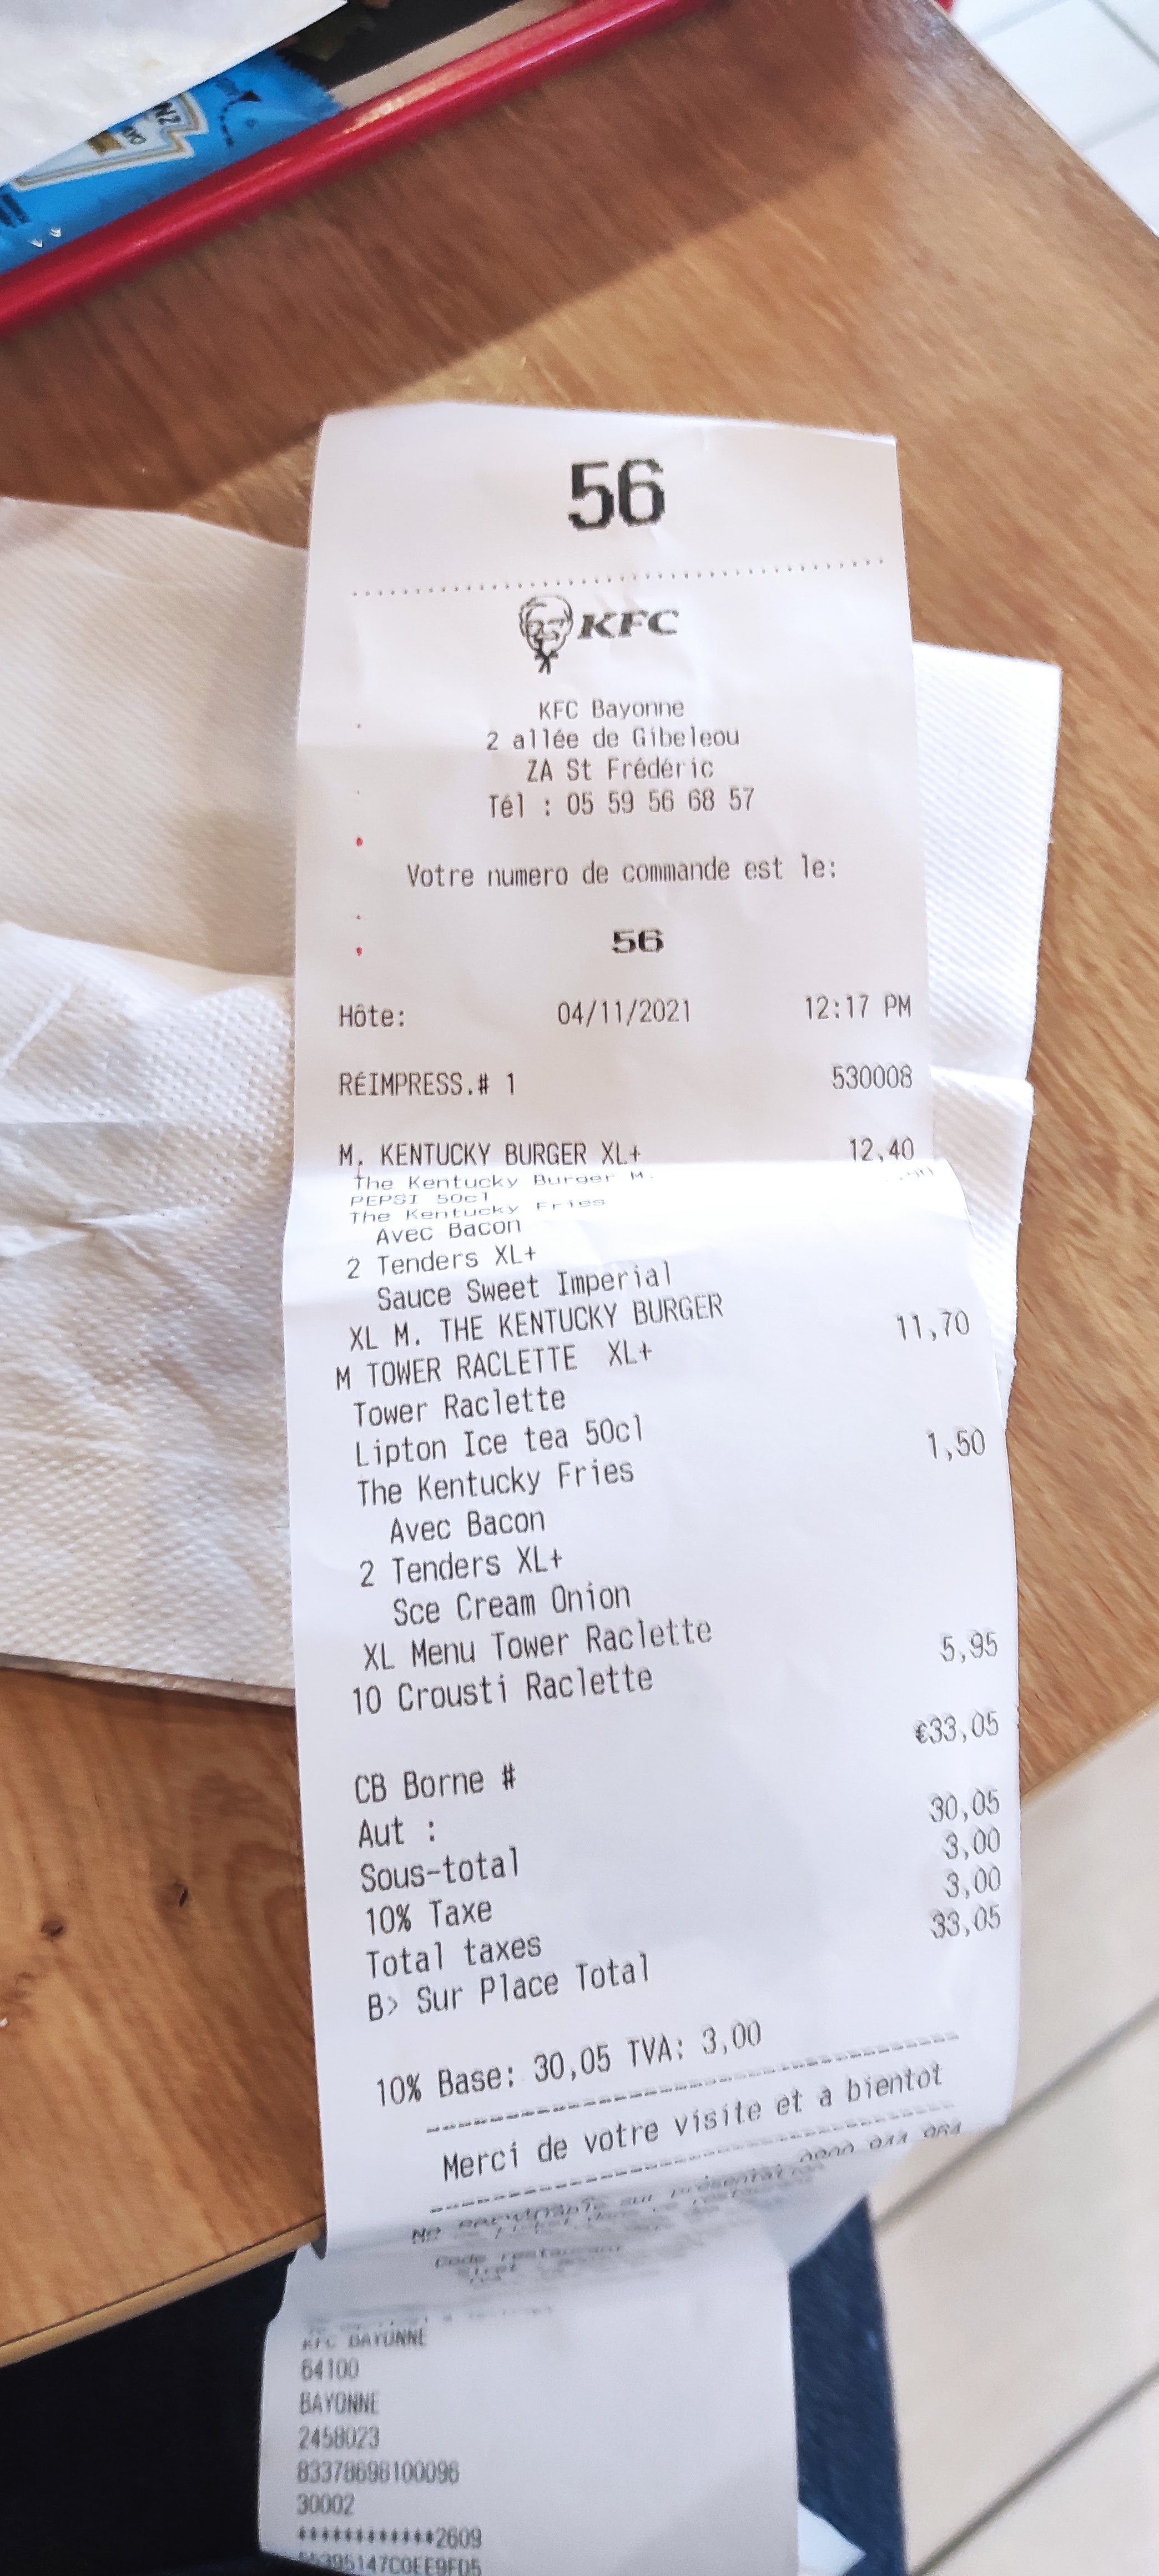 56
KFC
KFC Bayonne
2 allée de Gibeleou
ZA St Frédéric
Tél : 05 59 56 68 57
Votre numero de commande est le:
56
Hôte: 04/11/2021 12:17 PM
RÉIMPRESS.# 1 530008
M. KENTUCKY BURGER XL+ 12,40
The Kentucky Burger M.
PEPSI 50cl
The Kentucky Fries
Avec Bacon
2 Tenders XL+
Sauce Sweet Imperial
XL M. THE KENTUCKY BURGER
M TOWER RACLETTE XL+ 11,70
Tower Raclette
Lipton Ice tea 50cl
The Kentucky Fries 1,50
Avec Bacon
2 Tenders XL+
Sce Cream Onion
XL Menu Tower Raclette
10 Crousti Raclette 5,95
CB Borne # €33,05
Aut :
Sous-total 30,05
10% Taxe 3,00
Total taxes 3,00
B> Sur Place Total 33,05
10% Base: 30,05 TVA: 3,00
Merci de votre visite et a bientot
KFC BAYONNE
64100
BAYONNE
2458023
83378698100096
30002
************2609